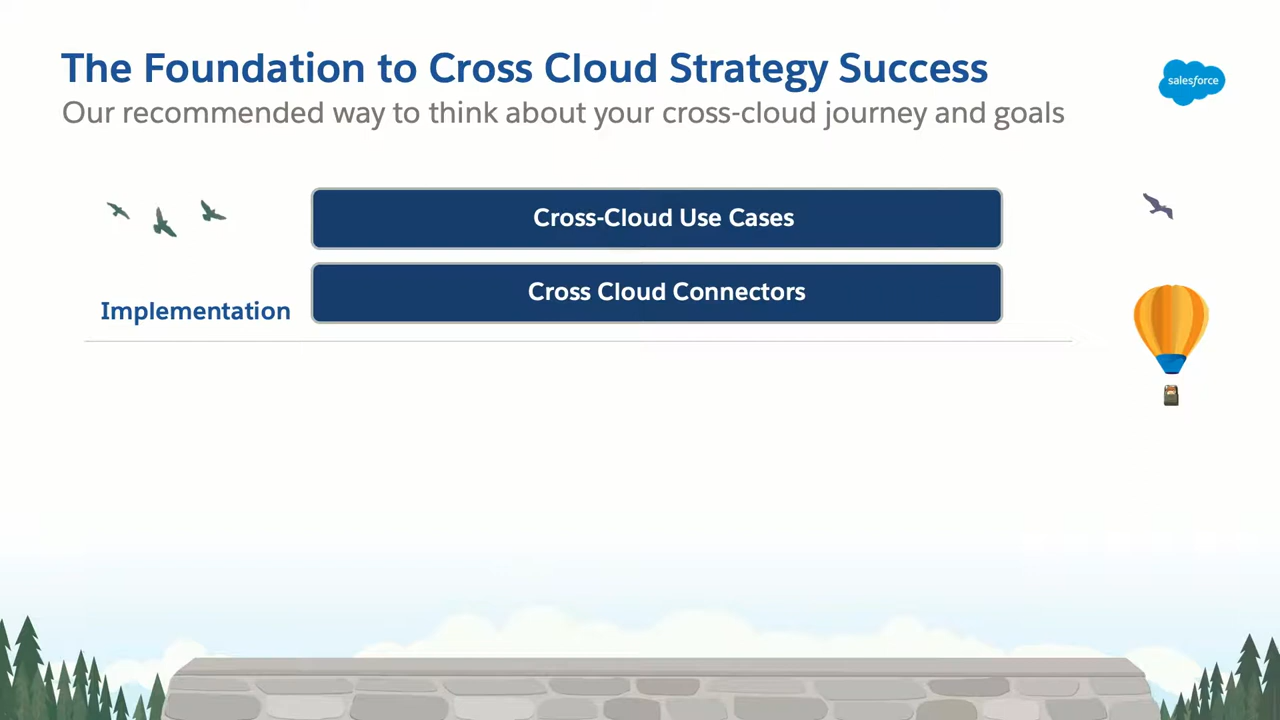 The Foundation to Cross Cloud Strategy Success
Our recommended way to think about your cross-cloud journey and goals
salesforce
Cross-Cloud Use Cases
Cross Cloud Connectors
Implementation